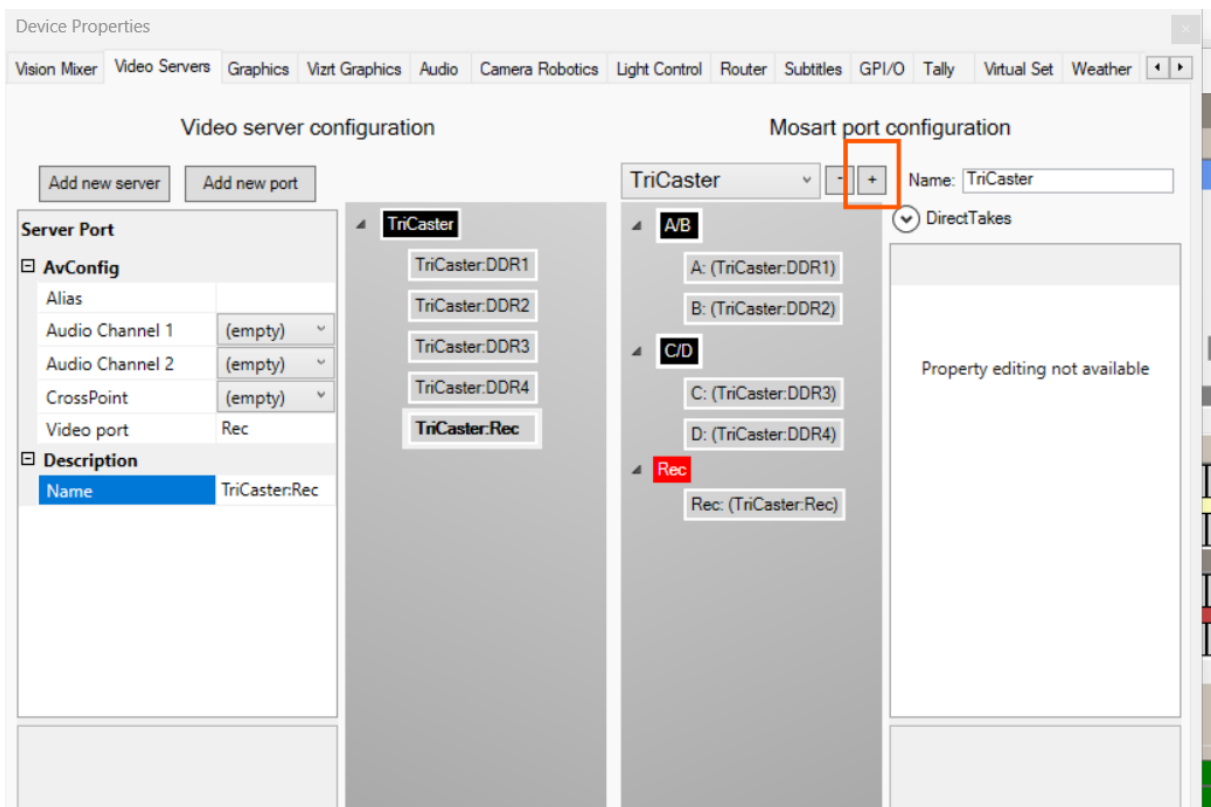 Device Properties
Vision Mixer Video Servers Graphics Vizrt Graphics Audio Camera Robotics Light Control Router Subtitles GPI/O Tally Virtual Set Weather
Video server configuration
Mosart port configuration
Add new server Add new port
TriCaster - + Name: TriCaster
DirectTakes
Server Port
AvConfig
Alias
Audio Channel 1 (empty)
Audio Channel 2 (empty)
CrossPoint (empty)
Video port Rec
Description
Name TriCaster:Rec
TriCaster
TriCaster:DDR1
TriCaster:DDR2
TriCaster:DDR3
TriCaster:DDR4
TriCaster:Rec
A/B
A: (TriCaster:DDR1)
B: (TriCaster:DDR2)
C/D
C: (TriCaster:DDR3)
D: (TriCaster:DDR4)
Rec
Rec: (TriCaster:Rec)
Property editing not available